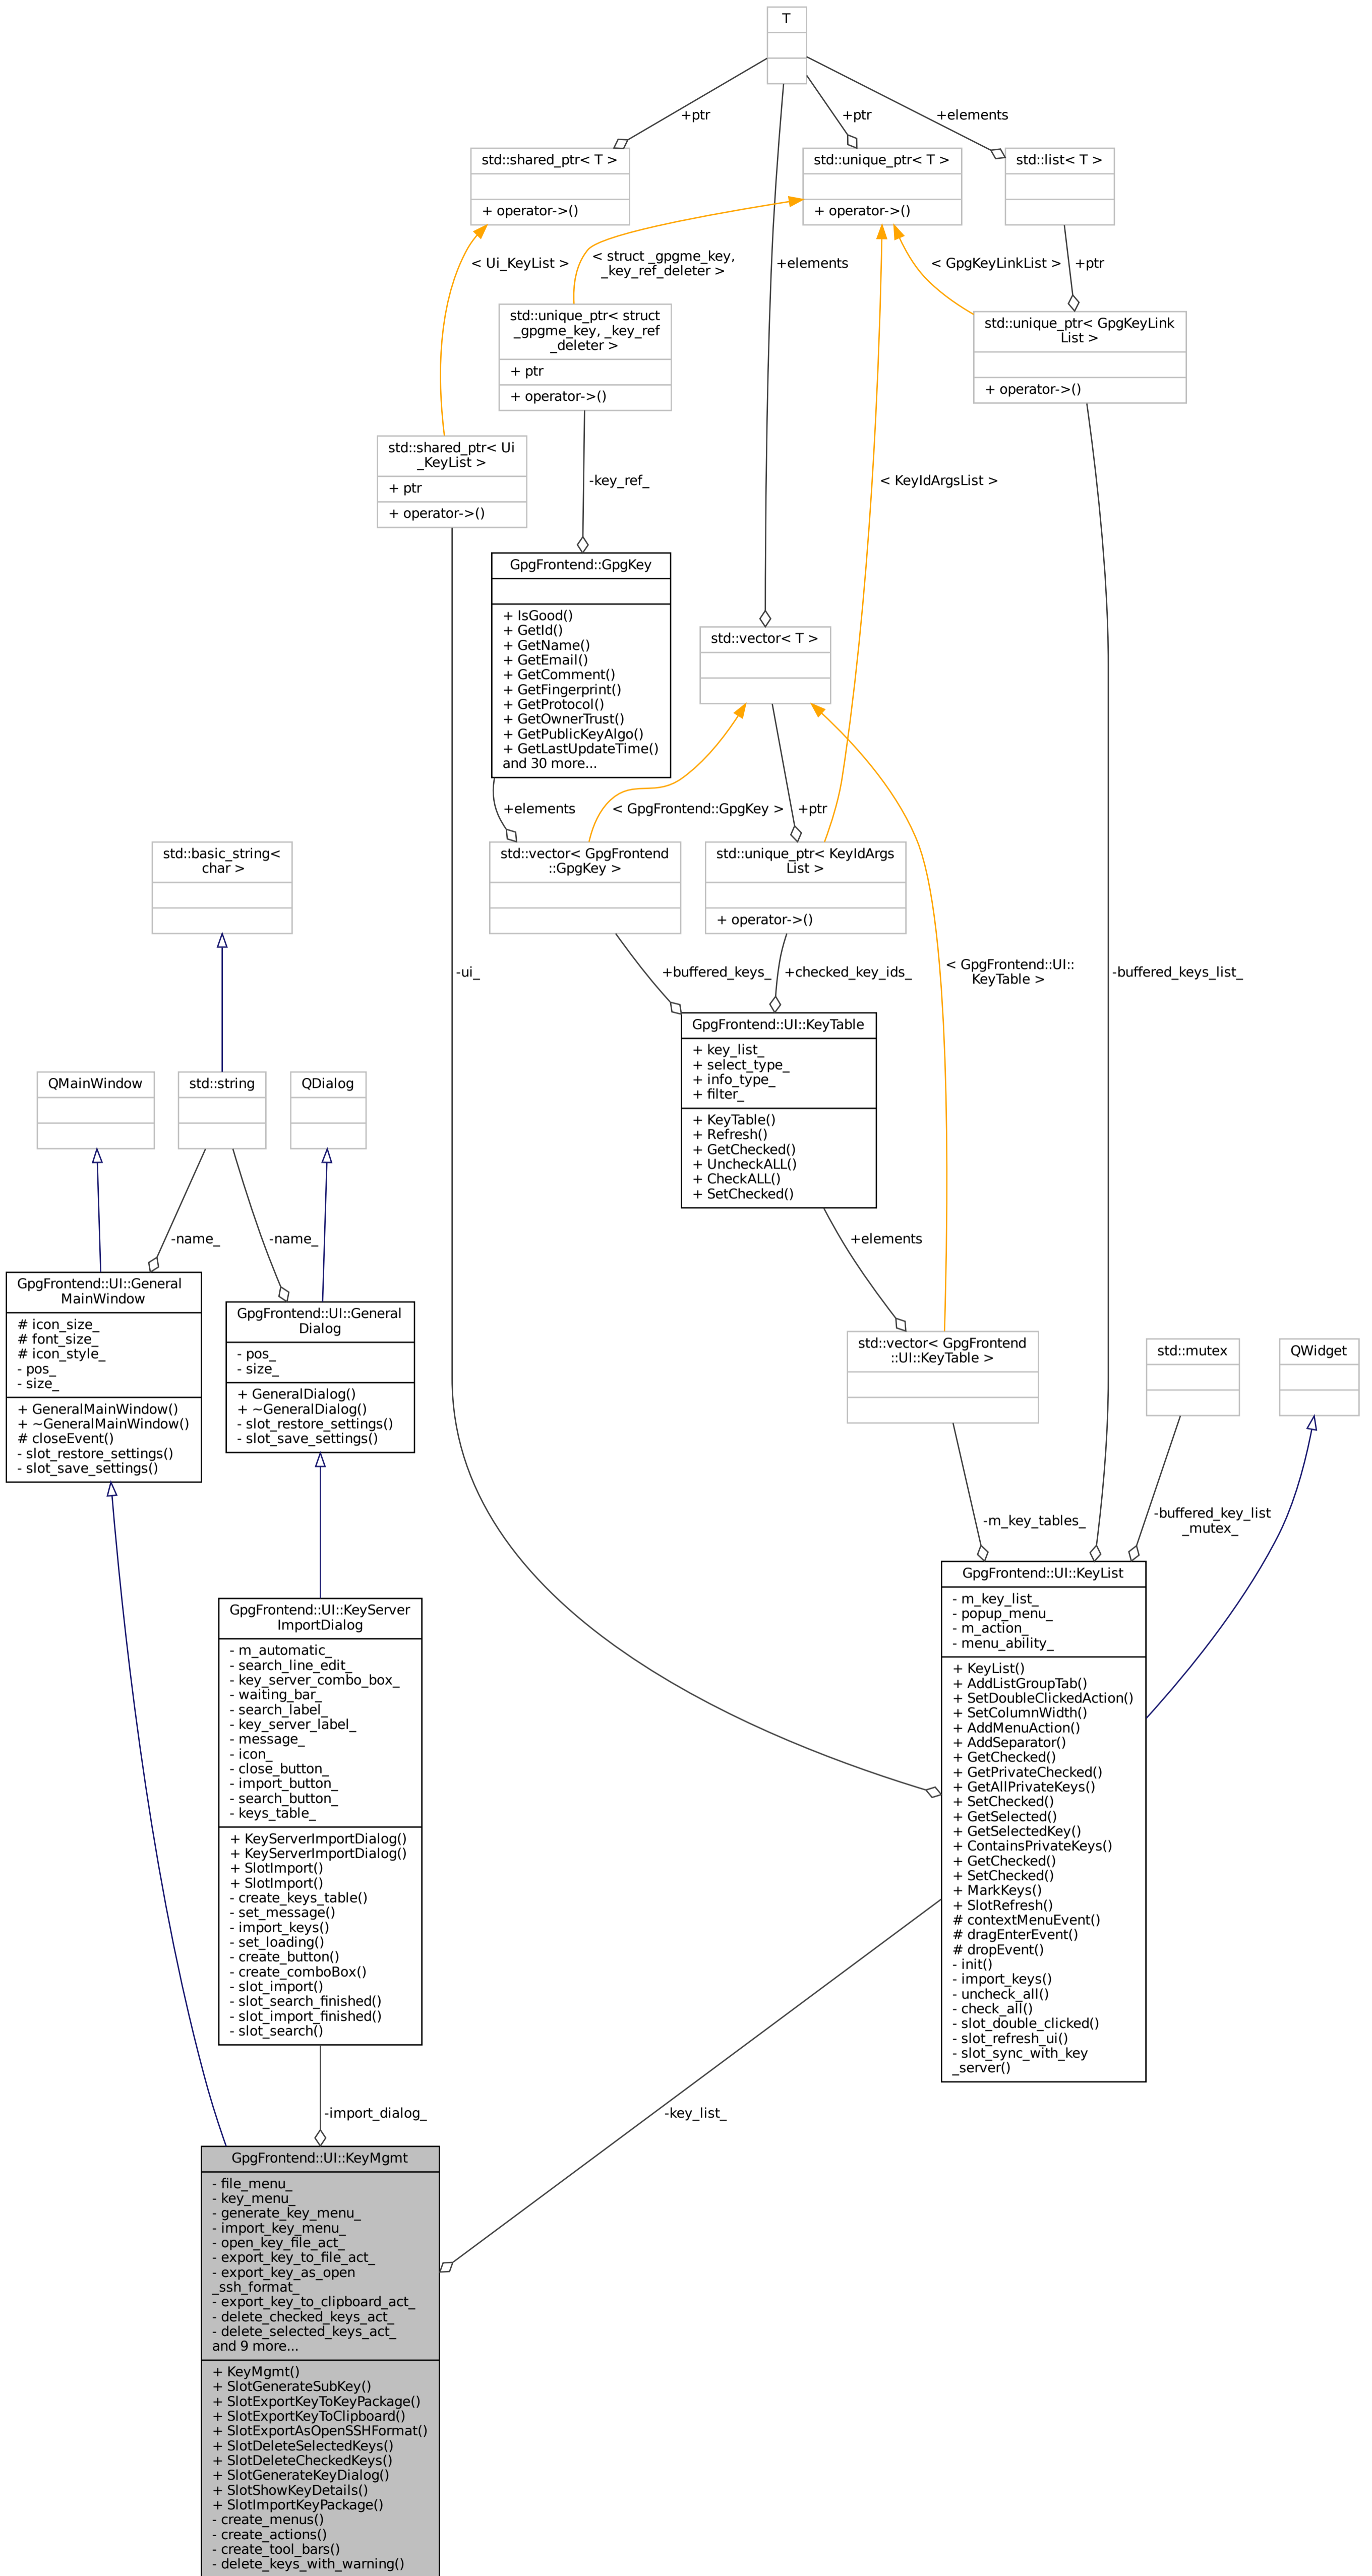 T
+ptr
+ptr
+elements
std::shared_ptr< T >
+ operator->()
std::unique_ptr< T >
+ operator->()
std::list< T >
< Ui_KeyList >
< struct _gpgme_key,
_key_ref_deleter >
+elements
< GpgKeyLinkList >
+ptr
std::unique_ptr< struct
_gpgme_key, _key_ref
_deleter >
+ ptr
+ operator->()
std::unique_ptr< GpgKeyLink
List >
+ operator->()
std::shared_ptr< Ui
_KeyList >
+ ptr
+ operator->()
-key_ref_
< KeyIdArgsList >
GpgFrontend::GpgKey
+ IsGood()
+ GetId()
+ GetName()
+ GetEmail()
+ GetComment()
+ GetFingerprint()
+ GetProtocol()
+ GetOwnerTrust()
+ GetPublicKeyAlgo()
+ GetLastUpdateTime()
and 30 more...
std::vector< T >
+elements
< GpgFrontend::GpgKey >
+ptr
std::basic_string<
char >
std::vector< GpgFrontend
::GpgKey >
std::unique_ptr< KeyIdArgs
List >
+ operator->()
-ui_
+buffered_keys_
+checked_key_ids_
< GpgFrontend::UI::
KeyTable >
-buffered_keys_list_
GpgFrontend::UI::KeyTable
+ key_list_
+ select_type_
+ info_type_
+ filter_
+ KeyTable()
+ Refresh()
+ GetChecked()
+ UncheckALL()
+ CheckALL()
+ SetChecked()
QMainWindow
std::string
QDialog
-name_
-name_
+elements
GpgFrontend::UI::General
MainWindow
# icon_size_
# font_size_
# icon_style_
- pos_
- size_
+ GeneralMainWindow()
+ ~GeneralMainWindow()
# closeEvent()
- slot_restore_settings()
- slot_save_settings()
GpgFrontend::UI::General
Dialog
- pos_
- size_
+ GeneralDialog()
+ ~GeneralDialog()
- slot_restore_settings()
- slot_save_settings()
std::vector< GpgFrontend
::UI::KeyTable >
std::mutex
QWidget
-m_key_tables_
-buffered_key_list
_mutex_
GpgFrontend::UI::KeyList
- m_key_list_
- popup_menu_
- m_action_
- menu_ability_
+ KeyList()
+ AddListGroupTab()
+ SetDoubleClickedAction()
+ SetColumnWidth()
+ AddMenuAction()
+ AddSeparator()
+ GetChecked()
+ GetPrivateChecked()
+ GetAllPrivateKeys()
+ SetChecked()
+ GetSelected()
+ GetSelectedKey()
+ ContainsPrivateKeys()
+ GetChecked()
+ SetChecked()
+ MarkKeys()
+ SlotRefresh()
# contextMenuEvent()
# dragEnterEvent()
# dropEvent()
- init()
- import_keys()
- uncheck_all()
- check_all()
- slot_double_clicked()
- slot_refresh_ui()
- slot_sync_with_key
_server()
GpgFrontend::UI::KeyServer
ImportDialog
- m_automatic_
- search_line_edit_
- key_server_combo_box_
- waiting_bar_
- search_label_
- key_server_label_
- message_
- icon_
- close_button_
- import_button_
- search_button_
- keys_table_
+ KeyServerImportDialog()
+ KeyServerImportDialog()
+ SlotImport()
+ SlotImport()
- create_keys_table()
- set_message()
- import_keys()
- set_loading()
- create_button()
- create_comboBox()
- slot_import()
- slot_search_finished()
- slot_import_finished()
- slot_search()
-import_dialog_
-key_list_
GpgFrontend::UI::KeyMgmt
- file_menu_
- key_menu_
- generate_key_menu_
- import_key_menu_
- open_key_file_act_
- export_key_to_file_act_
- export_key_as_open
_ssh_format_
- export_key_to_clipboard_act_
- delete_checked_keys_act_
- delete_selected_keys_act_
and 9 more...
+ KeyMgmt()
+ SlotGenerateSubKey()
+ SlotExportKeyToKeyPackage()
+ SlotExportKeyToClipboard()
+ SlotExportAsOpenSSHFormat()
+ SlotDeleteSelectedKeys()
+ SlotDeleteCheckedKeys()
+ SlotGenerateKeyDialog()
+ SlotShowKeyDetails()
+ SlotImportKeyPackage()
- create_menus()
- create_actions()
- create_tool_bars()
- delete_keys_with_warning()